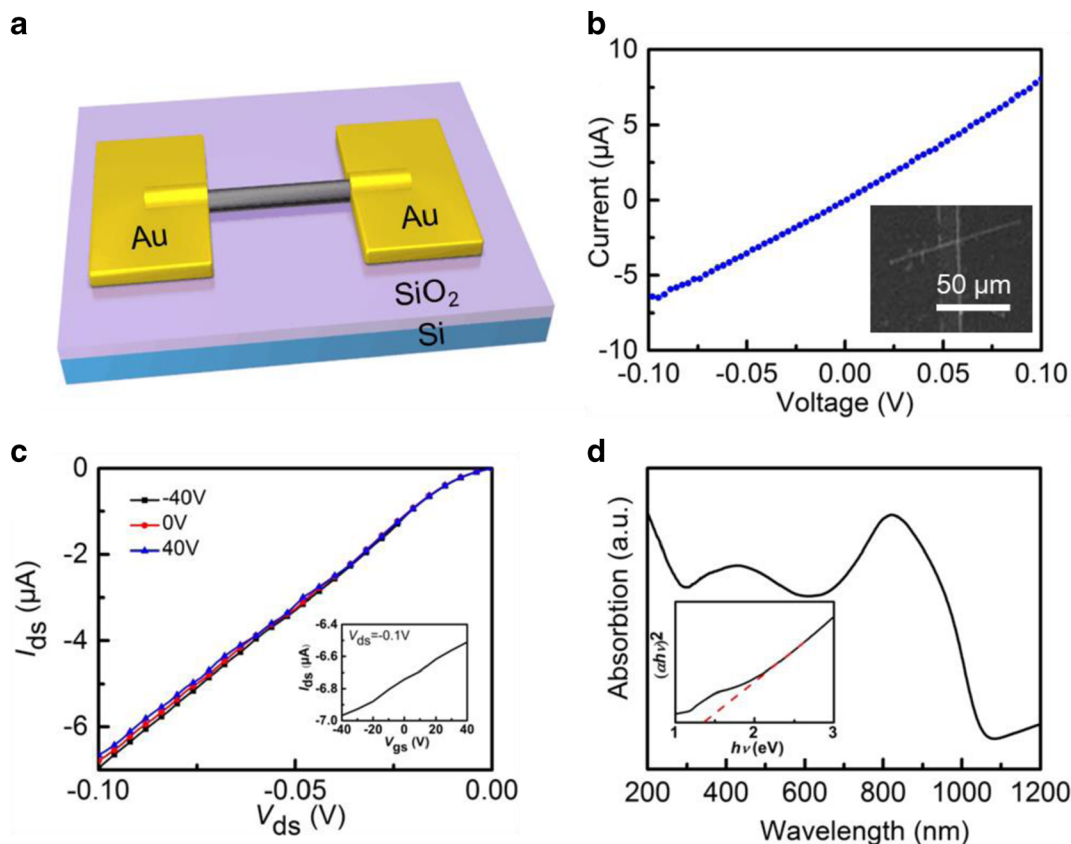 a
Au
Au
SiO2
Si
b
Current (µA)
10
5
0
-5
-10
50 µm
-0.10
-0.05
0.00
0.05
0.10
Voltage (V)
c
Ids (µA)
0
-2
-4
-6
-40V
0V
40V
Vds=-0.1V
Ids (µA)
-6.4
-6.6
-6.8
-7.0
-40
-20
0
20
40
Vgs (V)
-0.10
-0.05
0.00
Vds (V)
d
Absorbtion (a.u.)
(αhν)2
1
2
3
hν (eV)
200
400
600
800
1000
1200
Wavelength (nm)